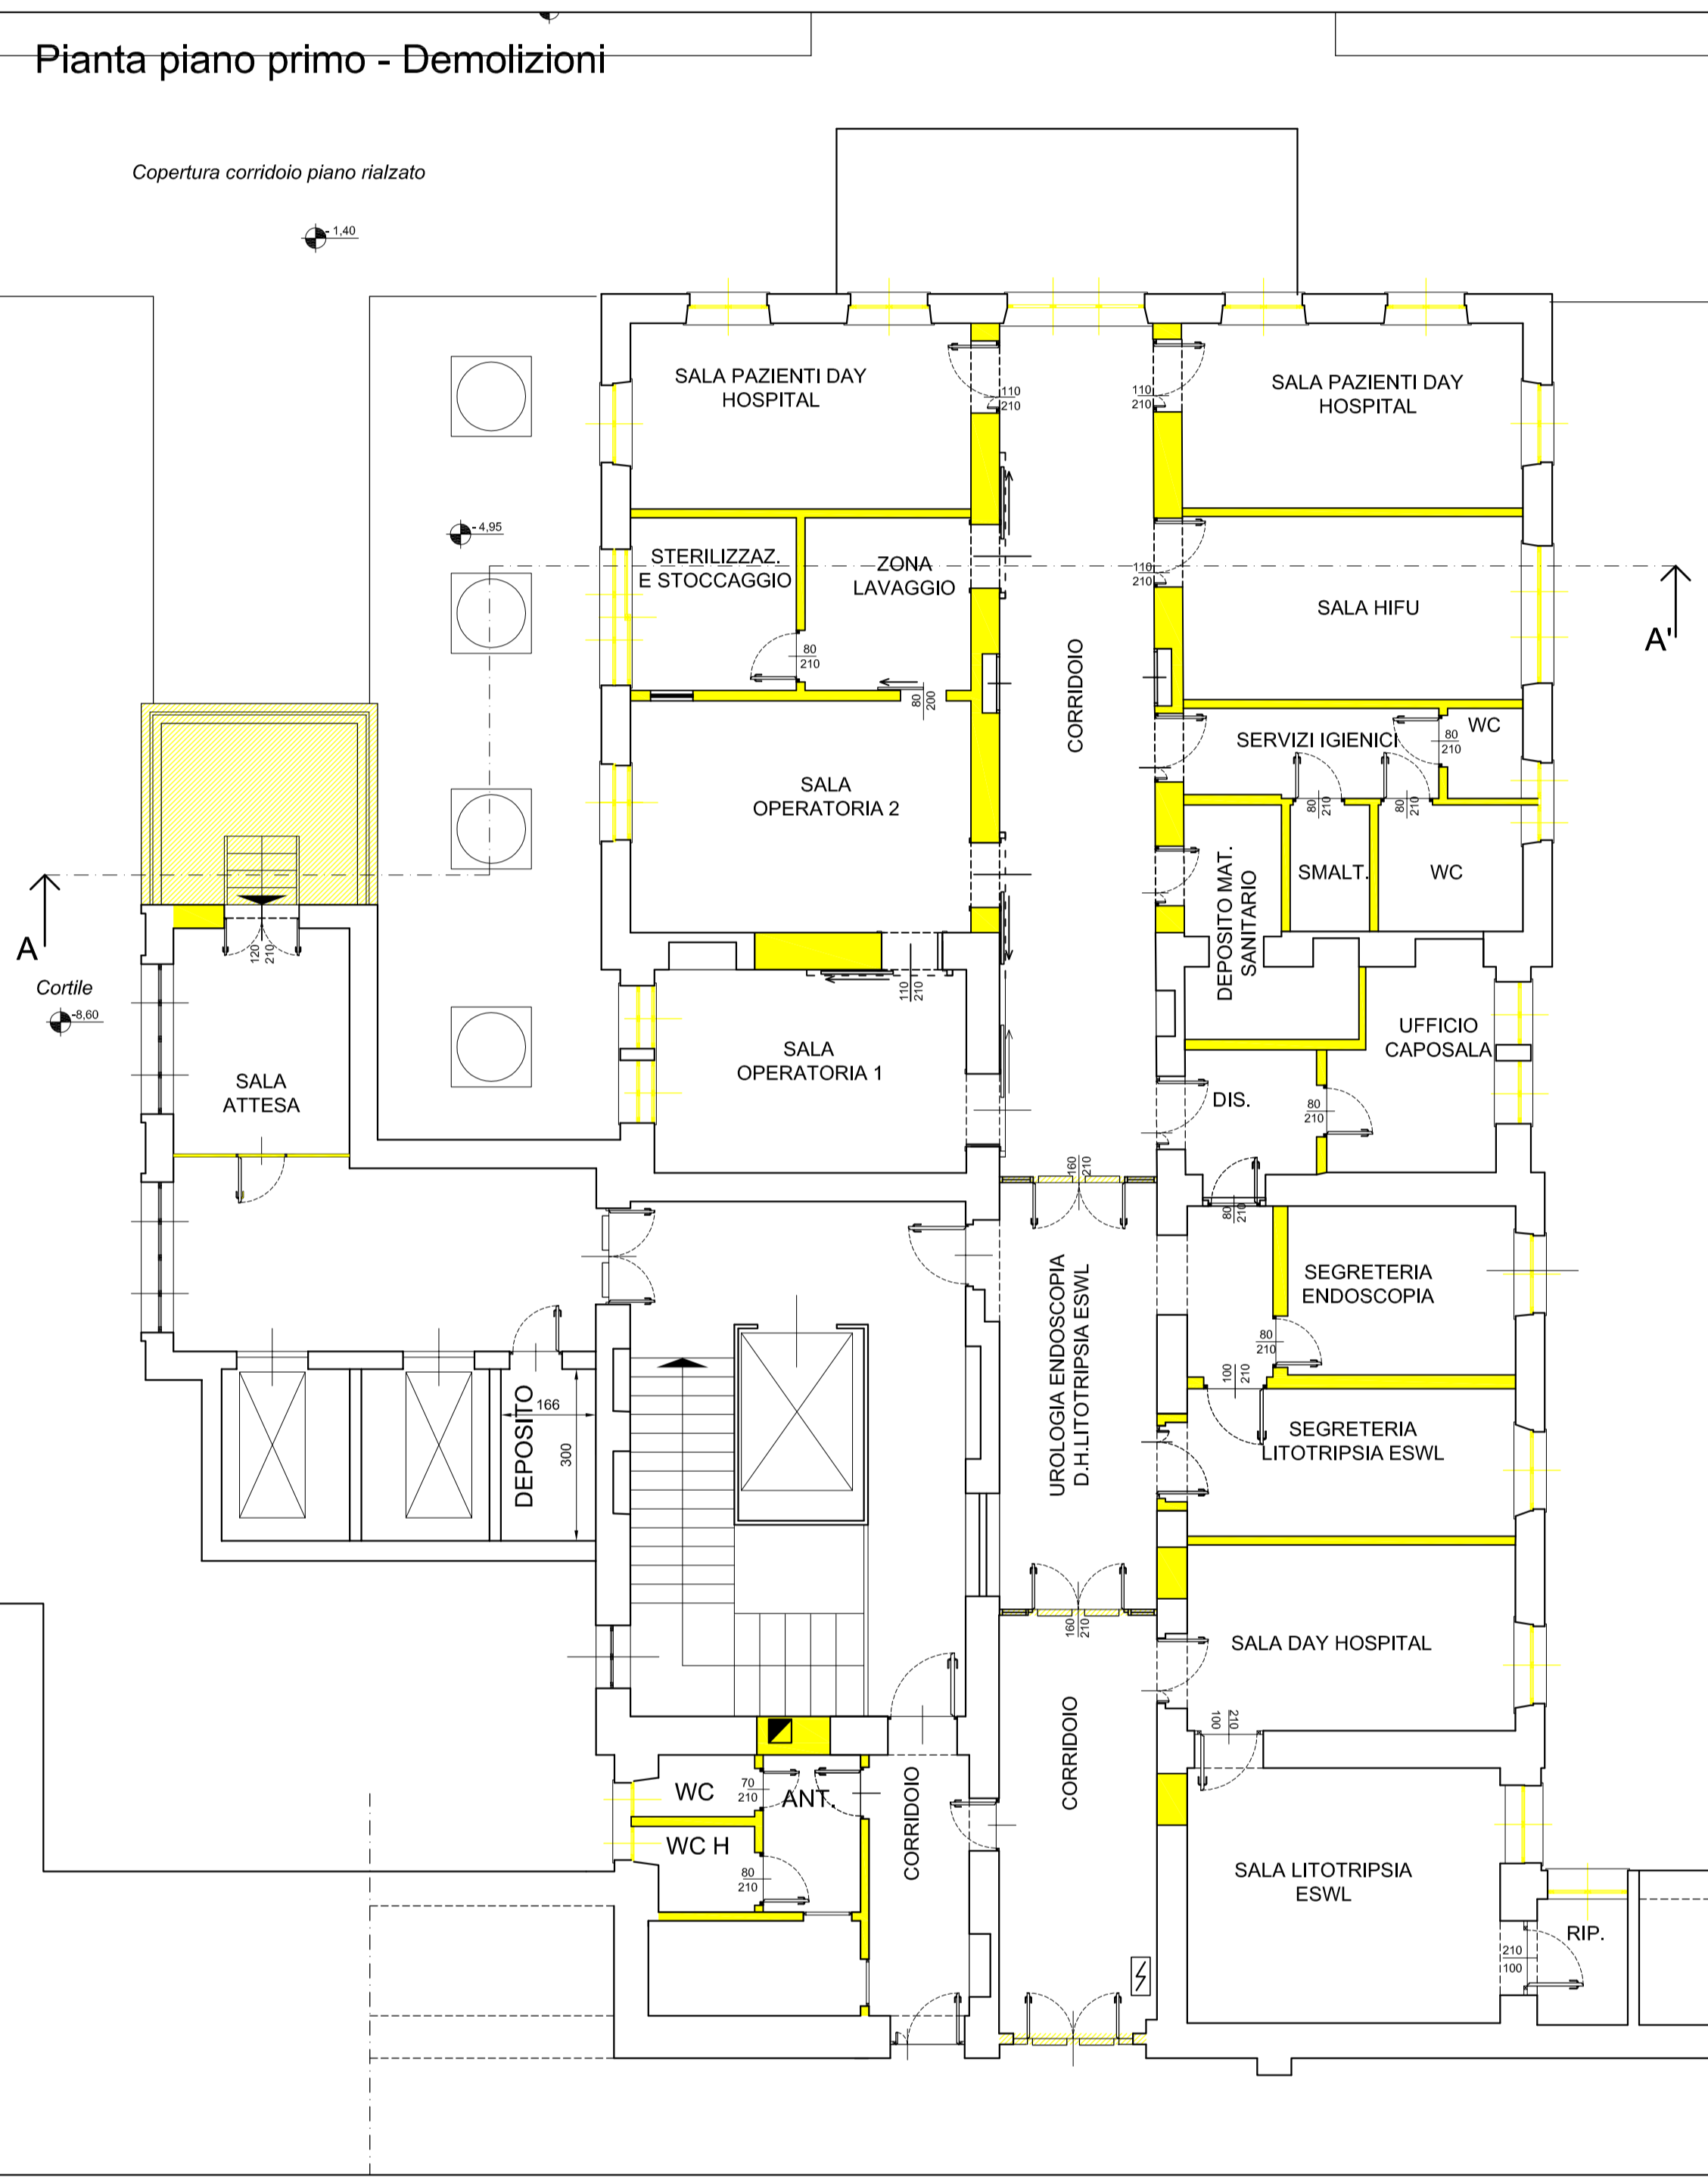 Pianta piano primo - Demolizioni
Copertura corridoio piano rialzato
- 1,40
SALA PAZIENTI DAY
HOSPITAL
110
210
110
210
SALA PAZIENTI DAY
HOSPITAL
- 4,95
STERILIZZAZ.
E STOCCAGGIO
ZONA
LAVAGGIO
80
210
80
200
110
210
SALA HIFU
A'
CORRIDOIO
SERVIZI IGIENICI
80
210
WC
SALA
OPERATORIA 2
80
210
80
210
DEPOSITO MAT.
SANITARIO
SMALT.
WC
A
120
210
Cortile
-8,60
110
210
SALA
OPERATORIA 1
UFFICIO
CAPOSALA
SALA
ATTESA
DIS.
80
210
160
210
80
210
UROLOGIA ENDOSCOPIA
D.H.LITOTRIPSIA ESWL
SEGRETERIA
ENDOSCOPIA
80
210
100
210
DEPOSITO
166
300
SEGRETERIA
LITOTRIPSIA ESWL
160
210
SALA DAY HOSPITAL
100
210
CORRIDOIO
WC
70
210
ANT.
CORRIDOIO
WC H
80
210
SALA LITOTRIPSIA
ESWL
RIP.
210
100